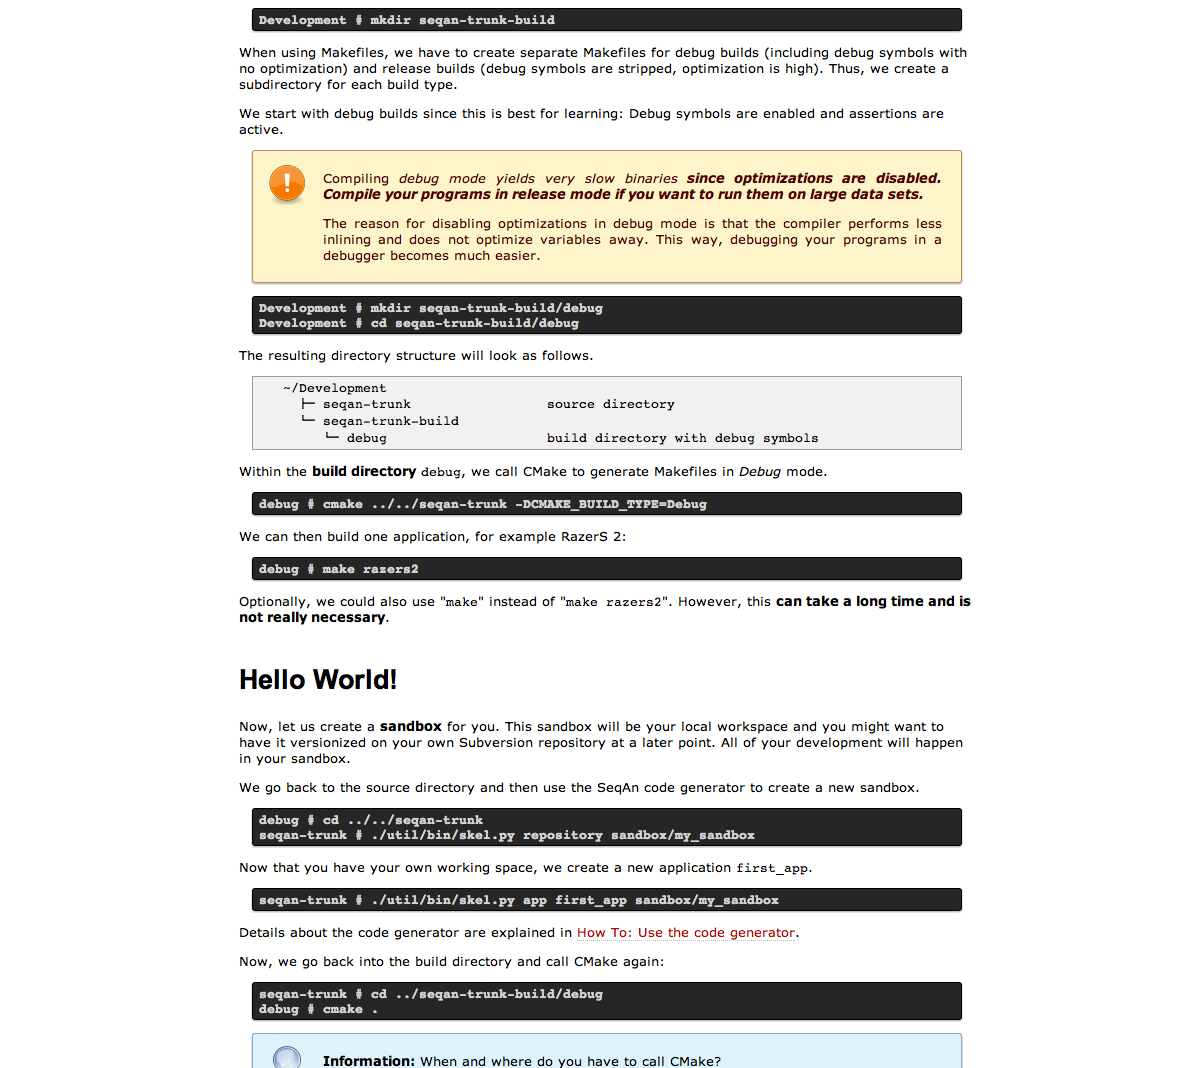 Development # mkdir seqan-trunk-build
When using Makefiles, we have to create separate Makefiles for debug builds (including debug symbols with
no optimization) and release builds (debug symbols are stripped, optimization is high). Thus, we create a
subdirectory for each build type.
We start with debug builds since this is best for learning: Debug symbols are enabled and assertions are
active.
Compiling debug mode yields very slow binaries since optimizations are disabled.
Compile your programs in release mode if you want to run them on large data sets.
The reason for disabling optimizations in debug mode is that the compiler performs less
inlining and does not optimize variables away. This way, debugging your programs in a
debugger becomes much easier.
Development # mkdir seqan-trunk-build/debug
Development # cd seqan-trunk-build/debug
The resulting directory structure will look as follows.
~/Development
├─ seqan-trunk source directory
└─ seqan-trunk-build
└─ debug build directory with debug symbols
Within the build directory debug, we call CMake to generate Makefiles in Debug mode.
debug # cmake ../../seqan-trunk -DCMAKE_BUILD_TYPE=Debug
We can then build one application, for example RazerS 2:
debug # make razers2
Optionally, we could also use "make" instead of "make razers2". However, this can take a long time and is
not really necessary.
Hello World!
Now, let us create a sandbox for you. This sandbox will be your local workspace and you might want to
have it versionized on your own Subversion repository at a later point. All of your development will happen
in your sandbox.
We go back to the source directory and then use the SeqAn code generator to create a new sandbox.
debug # cd ../../seqan-trunk
seqan-trunk # ./util/bin/skel.py repository sandbox/my_sandbox
Now that you have your own working space, we create a new application first_app.
seqan-trunk # ./util/bin/skel.py app first_app sandbox/my_sandbox
Details about the code generator are explained in How To: Use the code generator.
Now, we go back into the build directory and call CMake again:
seqan-trunk # cd ../seqan-trunk-build/debug
debug # cmake .
Information: When and where do you have to call CMake?